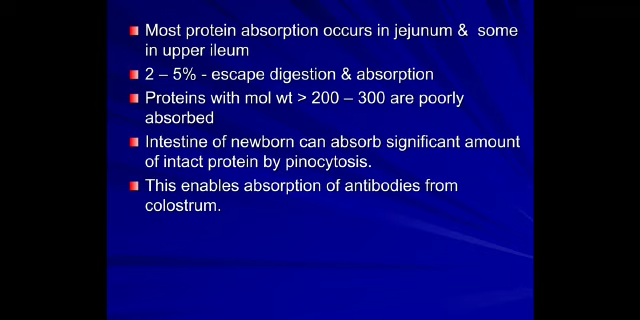 Most protein absorption occurs in jejunum & some
in upper ileum
2 – 5% - escape digestion & absorption
Proteins with mol wt > 200 – 300 are poorly
absorbed
Intestine of newborn can absorb significant amount
of intact protein by pinocytosis.
This enables absorption of antibodies from
colostrum.